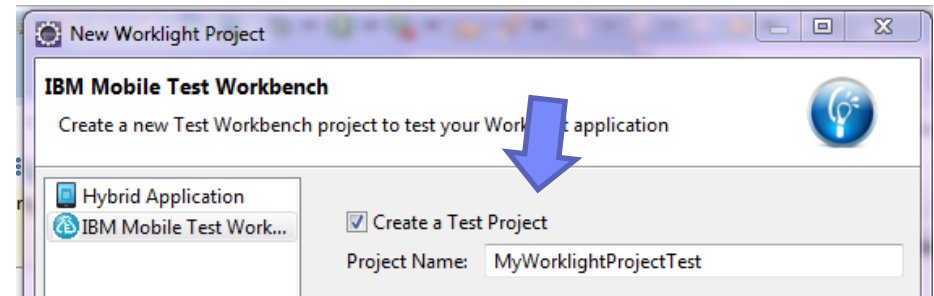 New Worklight Project
IBM Mobile Test Workbench
Create a new Test Workbench project to test your application
Hybrid Application
IBM Mobile Test Work...
Create a Test Project
Project Name: MyWorklightProjectTest